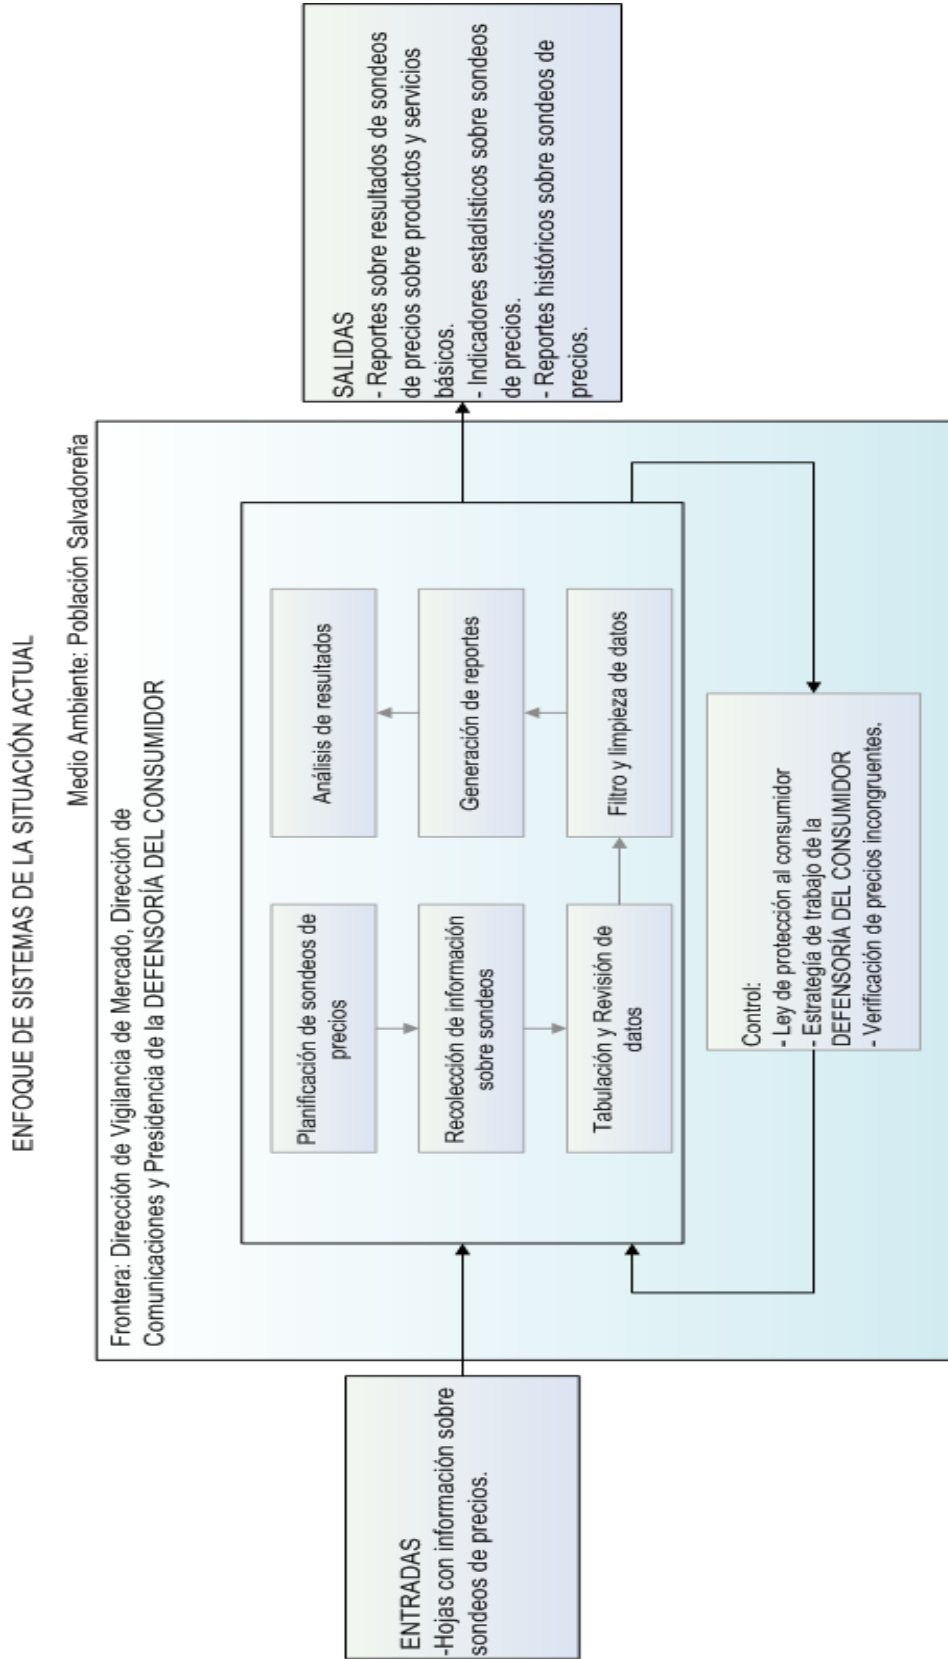 ENFOQUE DE SISTEMAS DE LA SITUACIÓN ACTUAL
Medio Ambiente: Población Salvadoreña
Frontera: Dirección de Vigilancia de Mercado, Dirección de
Comunicaciones y Presidencia de la DEFENSORÍA DEL CONSUMIDOR
ENTRADAS
-Hojas con información sobre
sondeos de precios.
Planificación de sondeos de
precios
Recolección de información
sobre sondeos
Tabulación y Revisión de
datos
Filtro y limpieza de datos
Generación de reportes
Análisis de resultados
Control:
- Ley de protección al consumidor
- Estrategía de trabajo de la
DEFENSORÍA DEL CONSUMIDOR
- Verificación de precios incongruentes.
SALIDAS
- Reportes sobre resultados de sondeos
de precios sobre productos y servicios
básicos.
- Indicadores estadísticos sobre sondeos
de precios.
- Reportes históricos sobre sondeos de
precios.